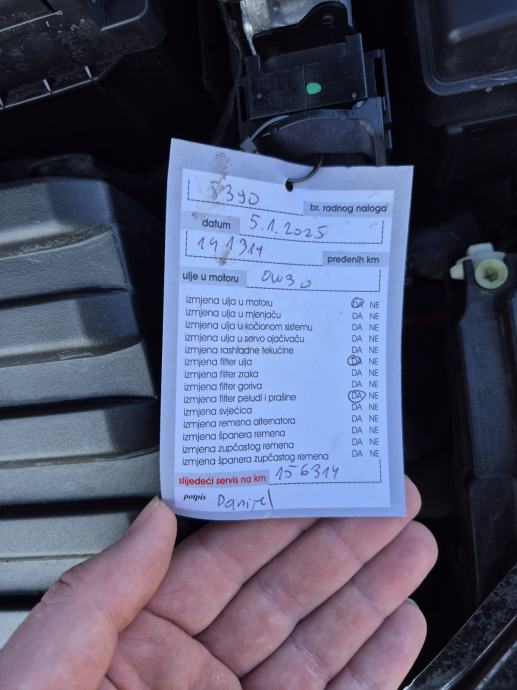 5390
br. radnog naloga
datum 5.1.2025
141314
pređenih km
ulje u motoru 0W30
izmjena ulja u motoru DA NE
izmjena ulja u mjenjaču DA NE
izmjena ulja u kočionom sistemu DA NE
izmjena ulja u servo ojačivaču DA NE
izmjena rashladne tekućine DA NE
izmjena filter ulja DA NE
izmjena filter zraka DA NE
izmjena filter goriva DA NE
izmjena filter peludi i prašine DA NE
izmjena svjećica DA NE
izmjena remena alternatora DA NE
izmjena španera remena DA NE
izmjena zupčastog remena DA NE
izmjena španera zupčastog remena DA NE
slijedeći servis na km 156314
potpis Danijel